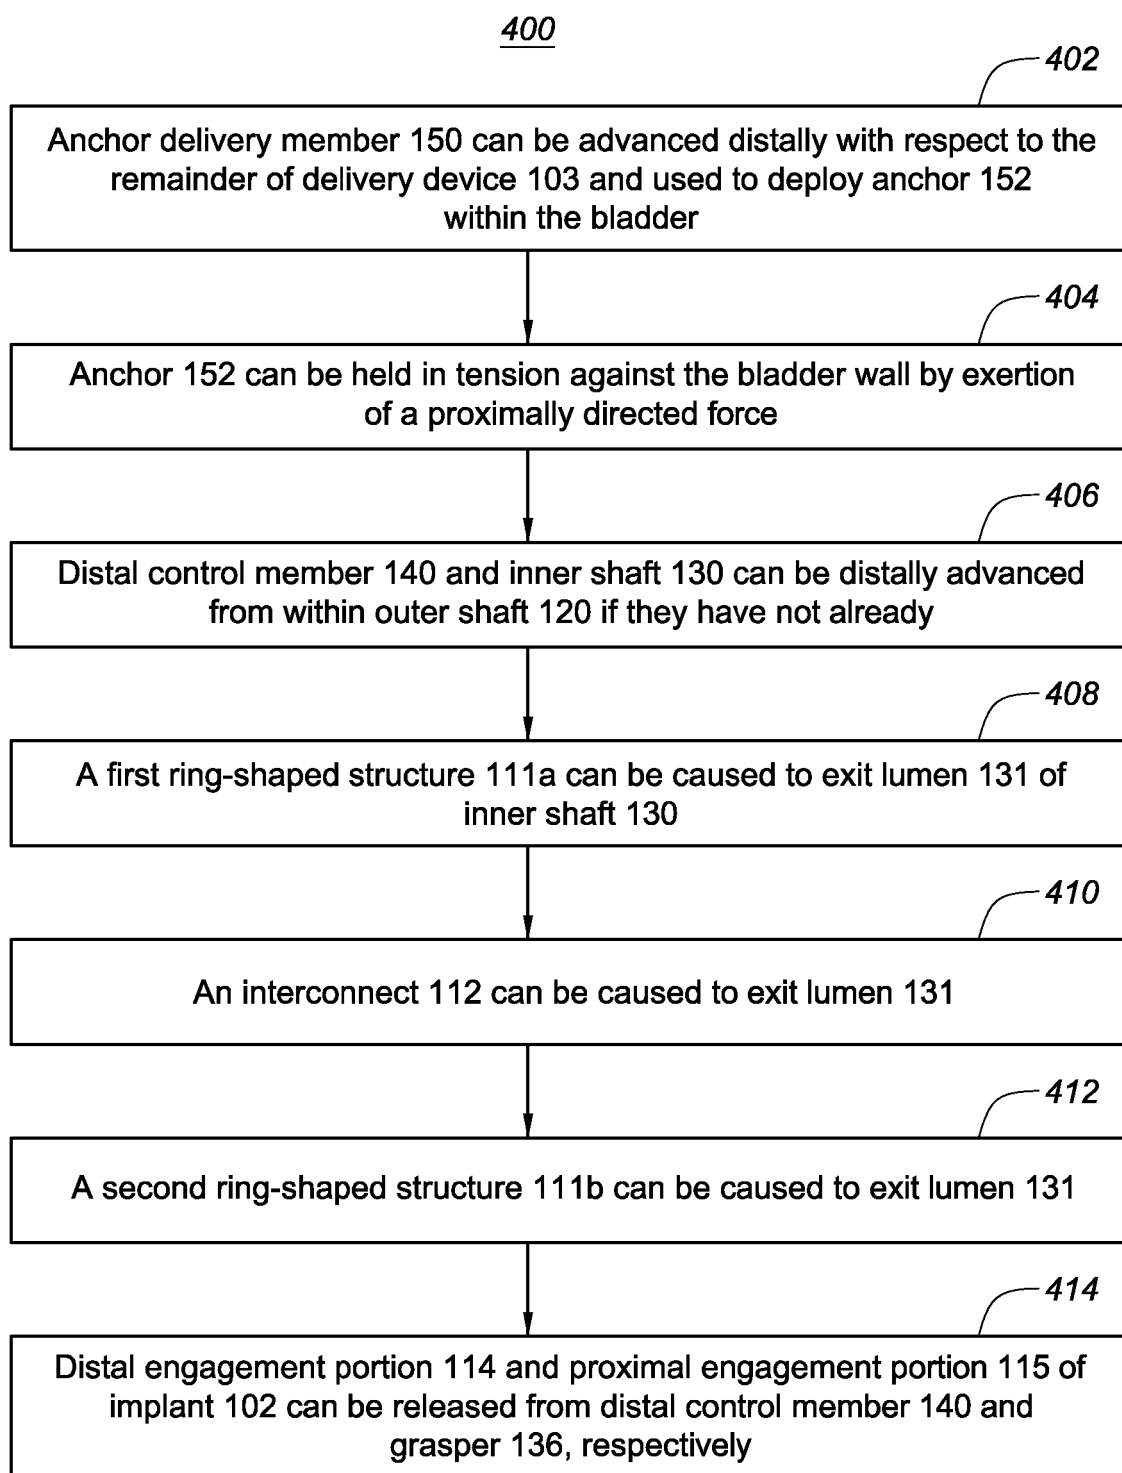 400
402
Anchor delivery member 150 can be advanced distally with respect to the
remainder of delivery device 103 and used to deploy anchor 152
within the bladder
404
Anchor 152 can be held in tension against the bladder wall by exertion
of a proximally directed force
406
Distal control member 140 and inner shaft 130 can be distally advanced
from within outer shaft 120 if they have not already
408
A first ring-shaped structure 111a can be caused to exit lumen 131 of
inner shaft 130
410
An interconnect 112 can be caused to exit lumen 131
412
A second ring-shaped structure 111b can be caused to exit lumen 131
414
Distal engagement portion 114 and proximal engagement portion 115 of
implant 102 can be released from distal control member 140 and
grasper 136, respectively